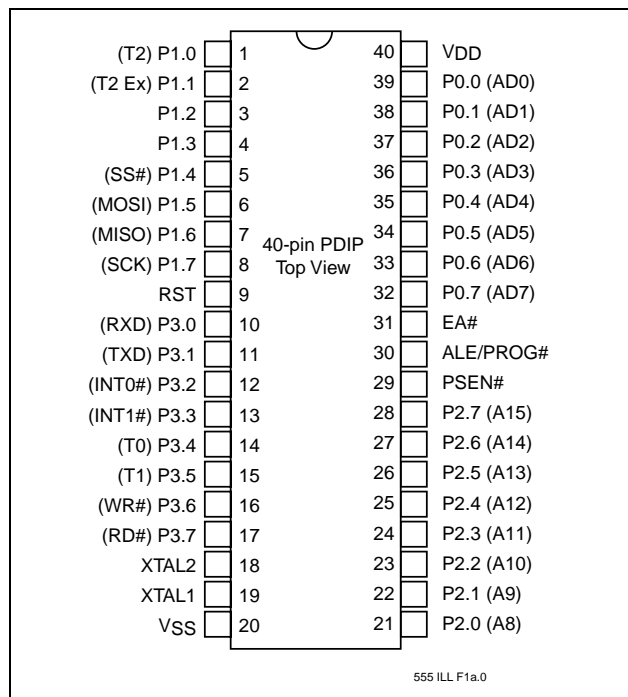 (T2) P1.0 1 40 VDD
(T2 Ex) P1.1 2 39 P0.0 (AD0)
P1.2 3 38 P0.1 (AD1)
P1.3 4 37 P0.2 (AD2)
(SS#) P1.4 5 36 P0.3 (AD3)
(MOSI) P1.5 6 35 P0.4 (AD4)
(MISO) P1.6 7 34 P0.5 (AD5)
40-pin PDIP
(SCK) P1.7 8 33 P0.6 (AD6)
Top View
RST 9 32 P0.7 (AD7)
(RXD) P3.0 10 31 EA#
(TXD) P3.1 11 30 ALE/PROG#
(INT0#) P3.2 12 29 PSEN#
(INT1#) P3.3 13 28 P2.7 (A15)
(T0) P3.4 14 27 P2.6 (A14)
(T1) P3.5 15 26 P2.5 (A13)
(WR#) P3.6 16 25 P2.4 (A12)
(RD#) P3.7 17 24 P2.3 (A11)
XTAL2 18 23 P2.2 (A10)
XTAL1 19 22 P2.1 (A9)
VSS 20 21 P2.0 (A8)
555 ILL F1a.0